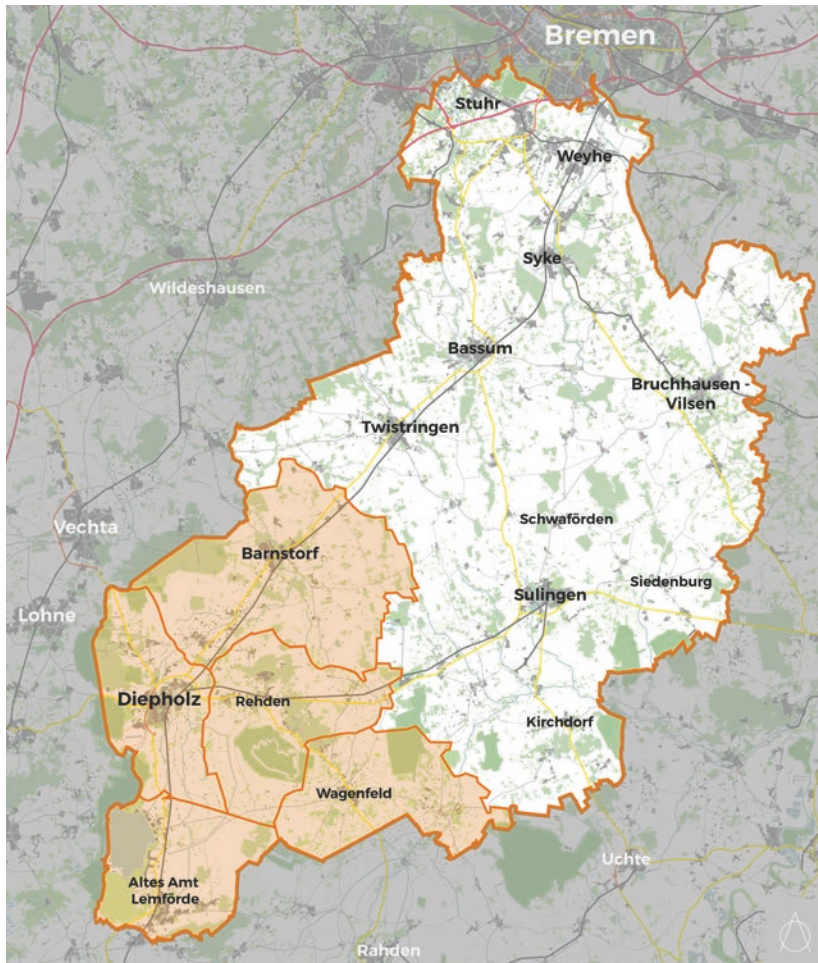 Bremen
Stuhr
Weyhe
Syke
Wildeshausen
Bassum
Bruchhausen -
Vilsen
Twistringen
Vechta
Schwaförden
Barnstorf
Siedenburg
Sulingen
Lohne
Diepholz
Rehden
Kirchdorf
Wagenfeld
Uchte
Altes Amt
Lemförde
Rahden